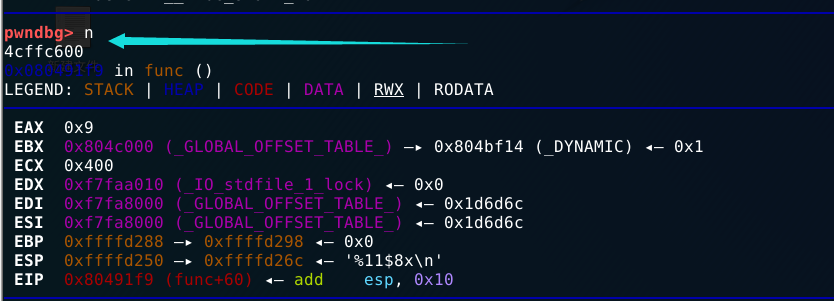 pwndbg> n
4cffc600
0x080491f9 in func ()
LEGEND: STACK | HEAP | CODE | DATA | RWX | RODATA
EAX 0x9
EBX 0x804c000 (_GLOBAL_OFFSET_TABLE_) —▸ 0x804bf14 (_DYNAMIC) ◂— 0x1
ECX 0x400
EDX 0xf7faa010 (_IO_stdfile_1_lock) ◂— 0x0
EDI 0xf7fa8000 (_GLOBAL_OFFSET_TABLE_) ◂— 0x1d6d6c
ESI 0xf7fa8000 (_GLOBAL_OFFSET_TABLE_) ◂— 0x1d6d6c
EBP 0xffffd288 —▸ 0xffffd298 ◂— 0x0
ESP 0xffffd250 —▸ 0xffffd26c ◂— '%11$8x\n'
EIP 0x80491f9 (func+60) ◂— add esp, 0x10